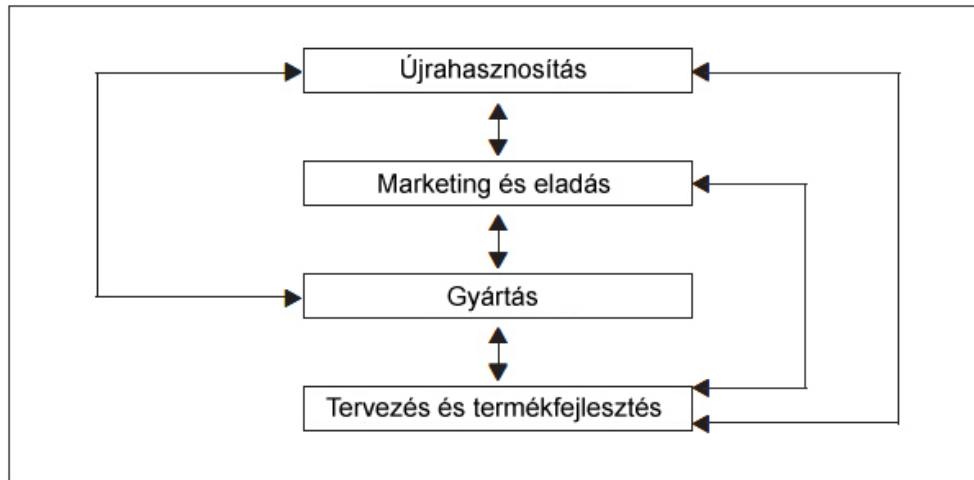 Újrahasznosítás
Marketing és eladás
Gyártás
Tervezés és termékfejlesztés